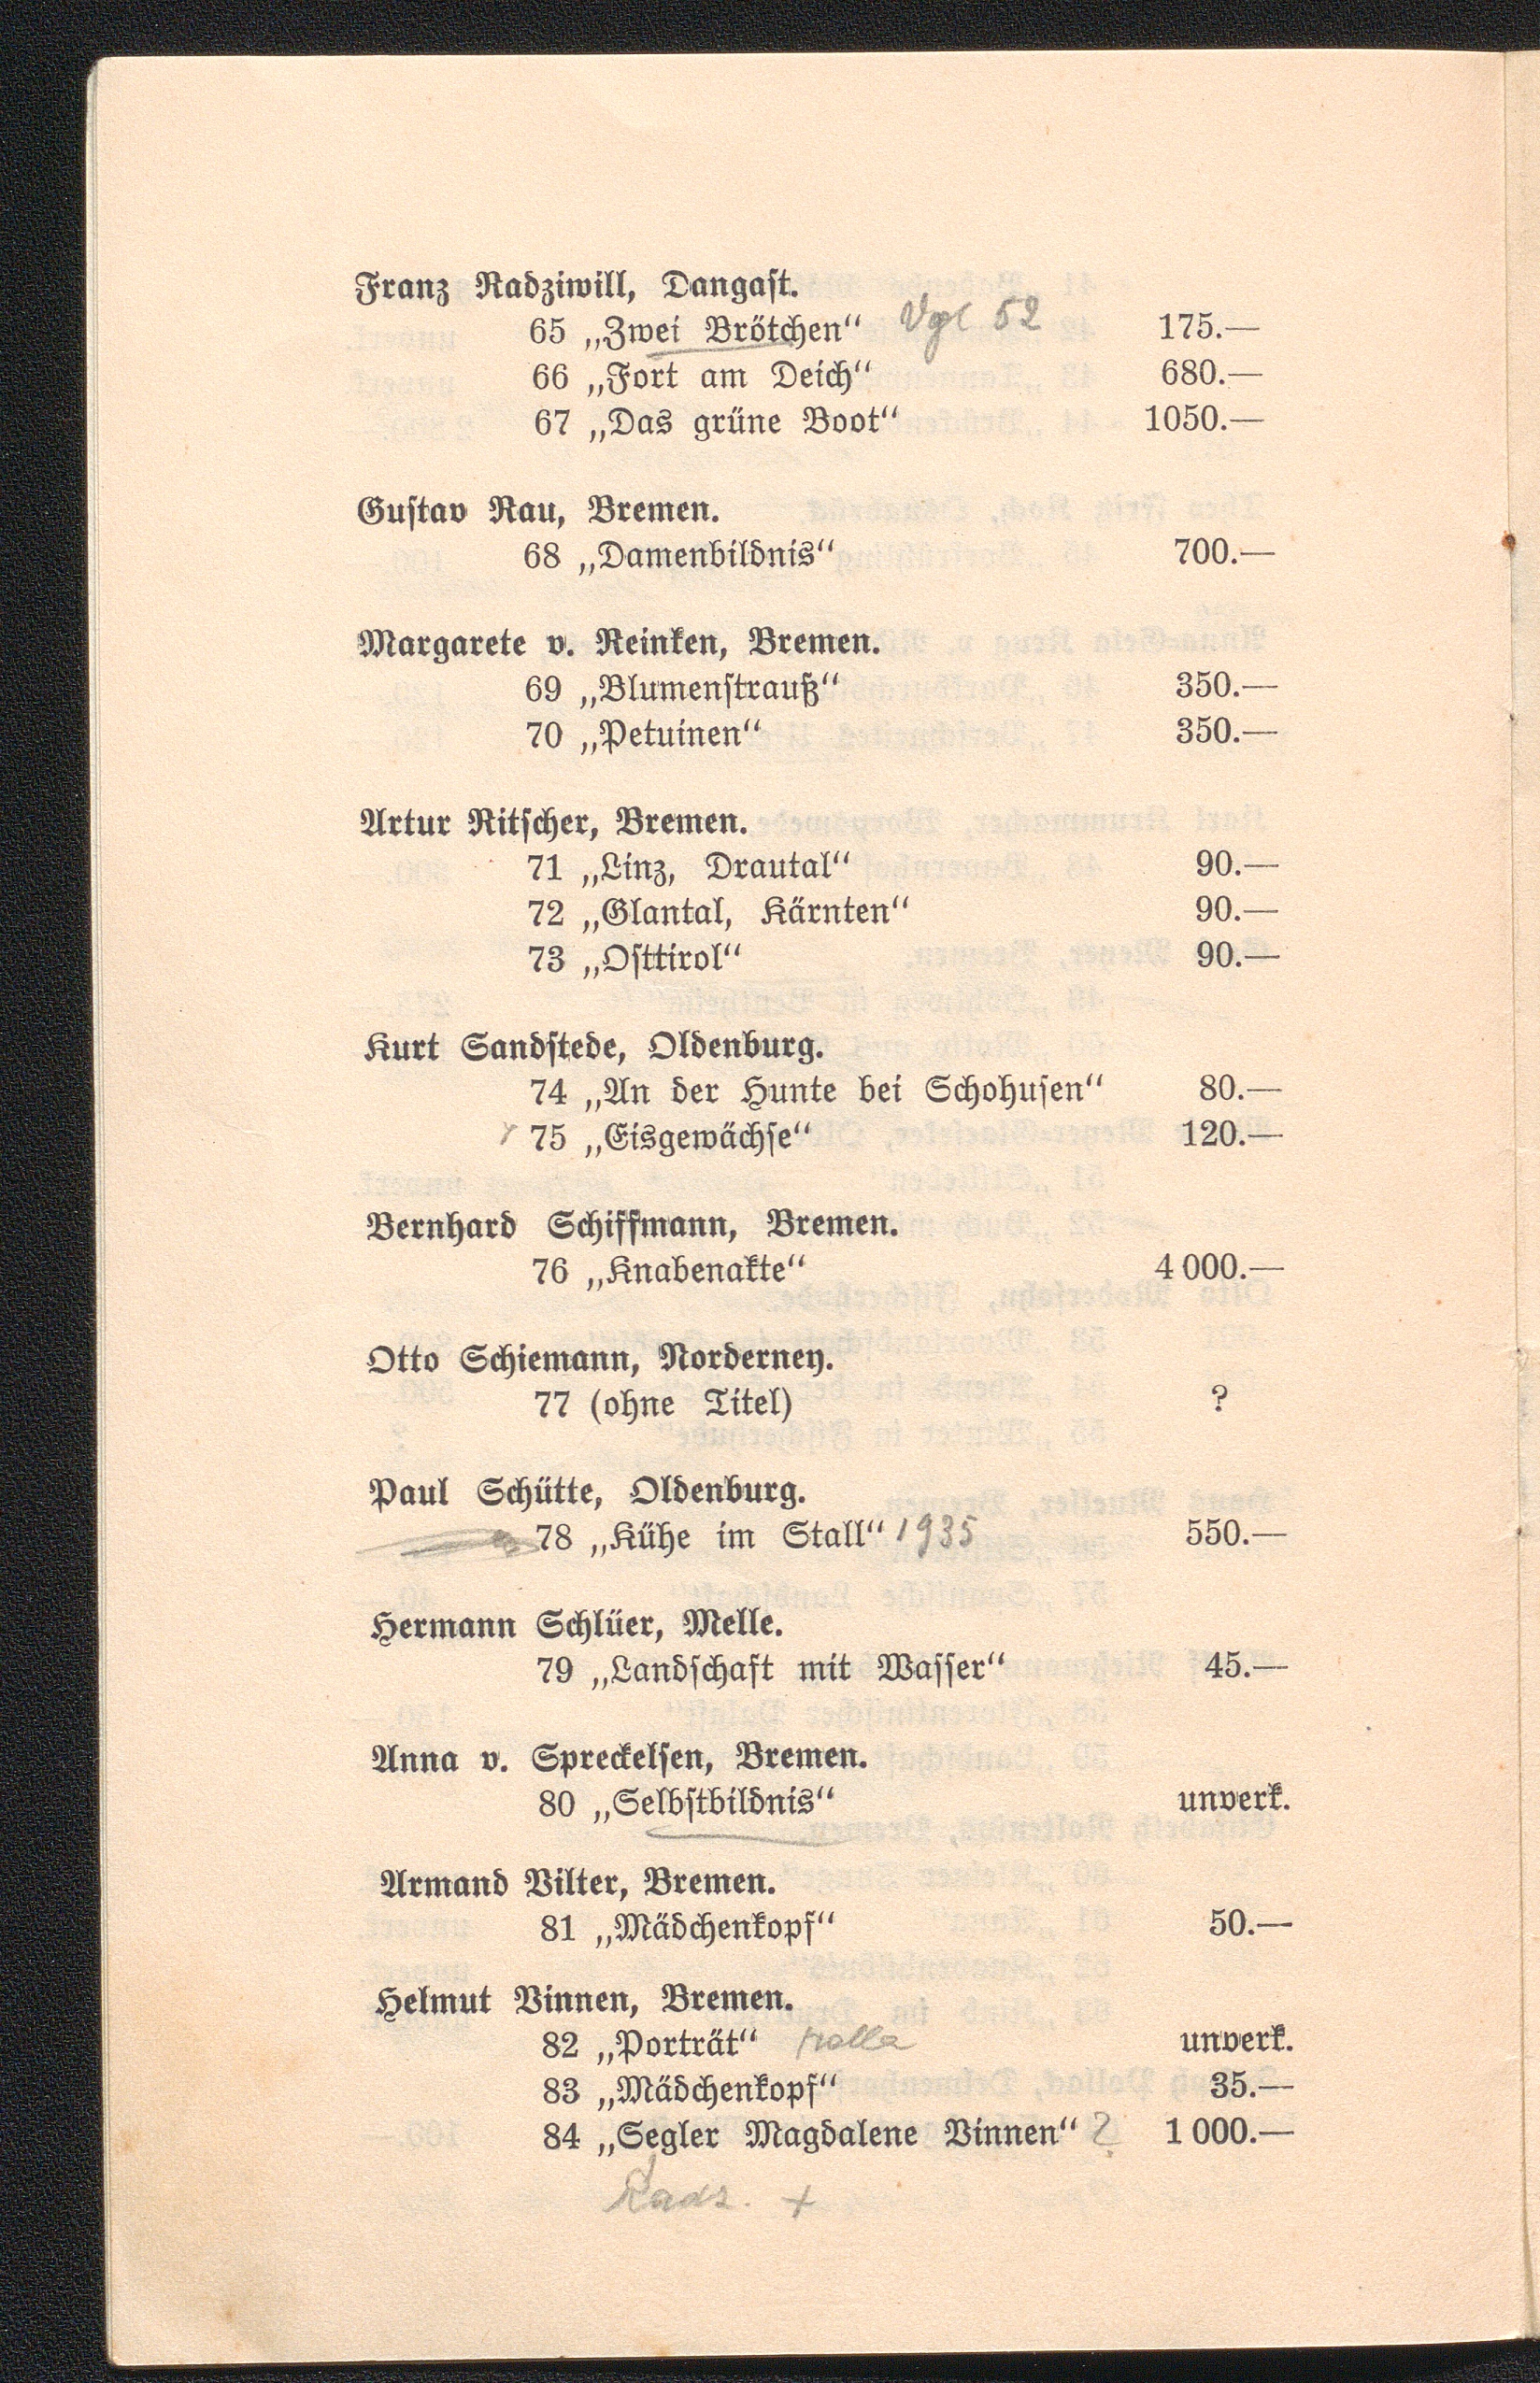 Franz Radziwill, Dangast.
65 „Zwei Brötchen“ Vgl 52 175.—
66 „Fort am Deich“ 680.—
67 „Das grüne Boot“ 1050.—
Gustav Rau, Bremen.
68 „Damenbildnis“ 700.—
Margarete v. Reinken, Bremen.
69 „Blumenstrauß“ 350.—
70 „Petuinen“ 350.—
Artur Ritscher, Bremen.
71 „Linz, Drautal“ 90.—
72 „Glantal, Kärnten“ 90.—
73 „Osttirol“ 90.—
Kurt Sandstede, Oldenburg.
74 „An der Hunte bei Schohusen“ 80.—
75 „Eisgewächse“ 120.—
Bernhard Schiffmann, Bremen.
76 „Knabenakte“ 4 000.—
Otto Schiemann, Norderney.
77 (ohne Titel) ?
Paul Schütte, Oldenburg.
78 „Kühe im Stall“ 1935 550.—
Hermann Schlüer, Melle.
79 „Landschaft mit Wasser“ 45.—
Anna v. Spreckelsen, Bremen.
80 „Selbstbildnis“ unverk.
Armand Vilter, Bremen.
81 „Mädchenkopf“ 50.—
Helmut Vinnen, Bremen.
82 „Porträt“ unverk.
83 „Mädchenkopf“ 35.—
84 „Segler Magdalene Vinnen“ ? 1 000.—
Radz. +